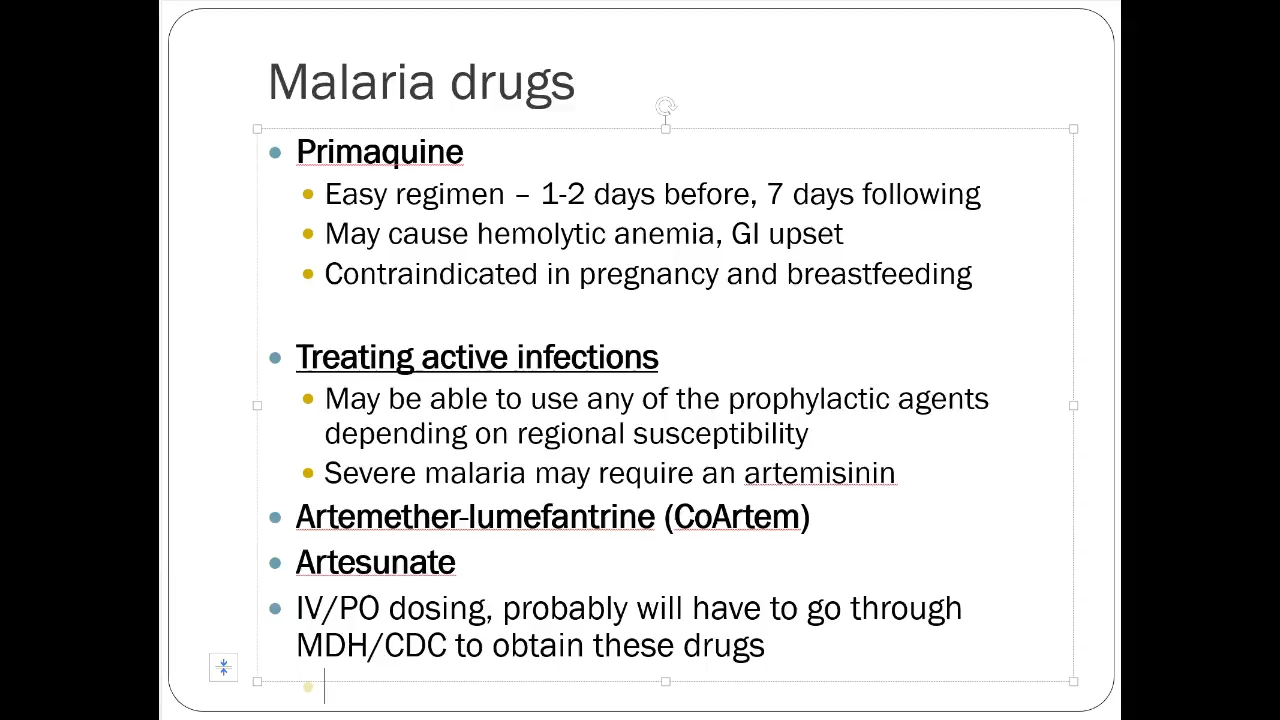 Malaria drugs
Primaquine
Easy regimen – 1-2 days before, 7 days following
May cause hemolytic anemia, GI upset
Contraindicated in pregnancy and breastfeeding
Treating active infections
May be able to use any of the prophylactic agents
depending on regional susceptibility
Severe malaria may require an artemisinin
Artemether-lumefantrine (CoArtem)
Artesunate
IV/PO dosing, probably will have to go through
MDH/CDC to obtain these drugs